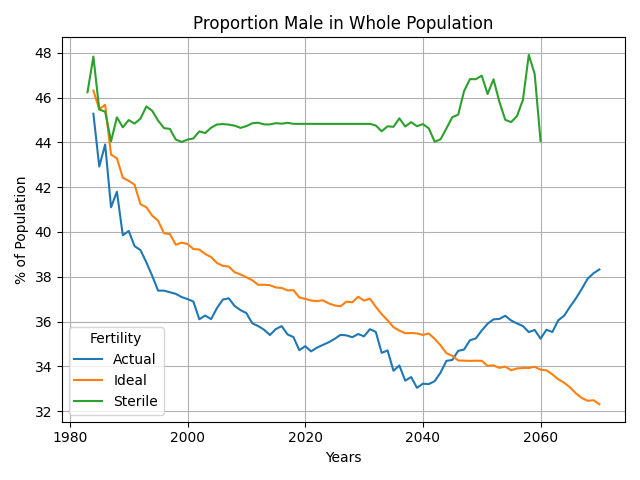 Proportion Male in Whole Population
% of Population
48
46
44
42
40
38
36
34
32
Fertility
Actual
Ideal
Sterile
1980
2000
2020
2040
2060
Years